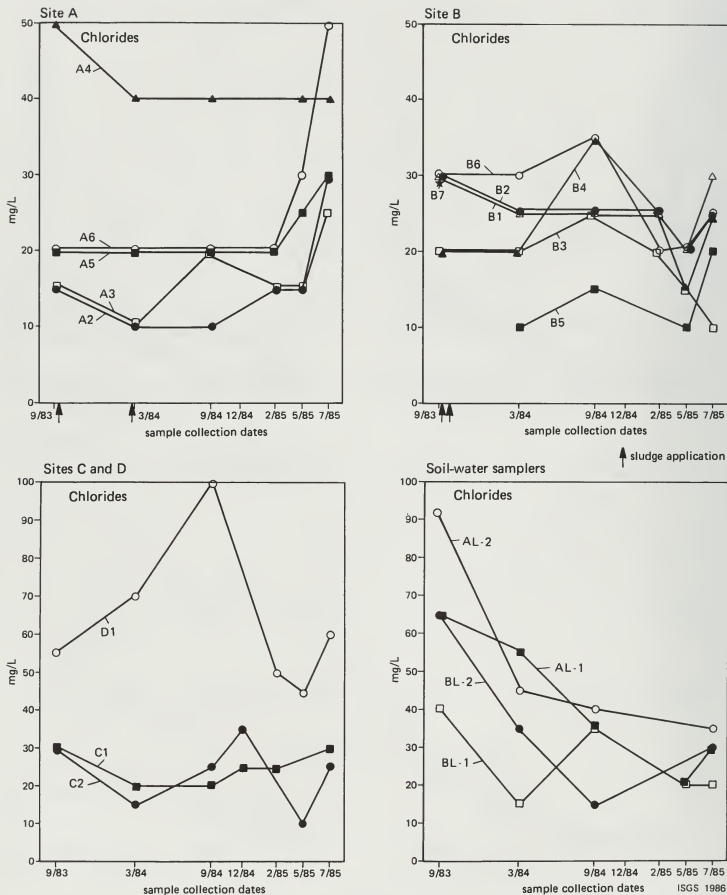 Site A
Chlorides
50
40
30
20
10
0
mg/L
A4
A6
A5
A3
A2
9/83
3/84
9/84
12/84
2/85
5/85
7/85
sample collection dates
Site B
Chlorides
50
40
30
20
10
0
mg/L
B6
B2
B4
B7
B1
B3
B5
9/83
3/84
9/84
12/84
2/85
5/85
7/85
sample collection dates
sludge application
Sites C and D
Chlorides
100
90
80
70
60
50
40
30
20
10
0
mg/L
D1
C1
C2
9/83
3/84
9/84
12/84
2/85
5/85
7/85
sample collection dates
Soil-water samplers
Chlorides
100
90
80
70
60
50
40
30
20
10
0
mg/L
AL-2
AL-1
BL-2
BL-1
9/83
3/84
9/84
12/84
2/85
5/85
7/86
sample collection dates
ISGS 1986